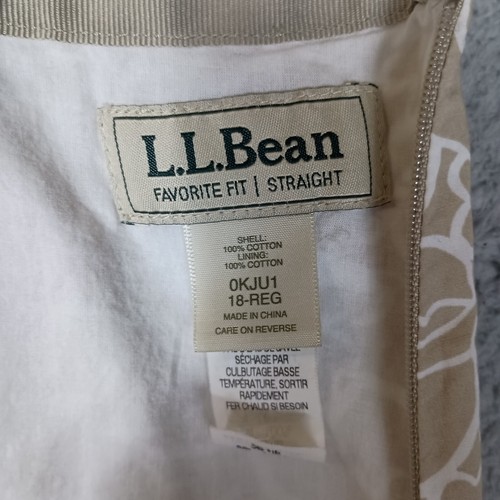 L.L.Bean
FAVORITE FIT | STRAIGHT
SHELL:
100% COTTON
LINING:
100% COTTON
0KJU1
18-REG
MADE IN CHINA
CARE ON REVERSE
SÉCHAGE PAR
CULBUTAGE BASSE
TEMPÉRATURE, SORTIR
RAPIDEMENT
FER CHAUD SI BESOIN